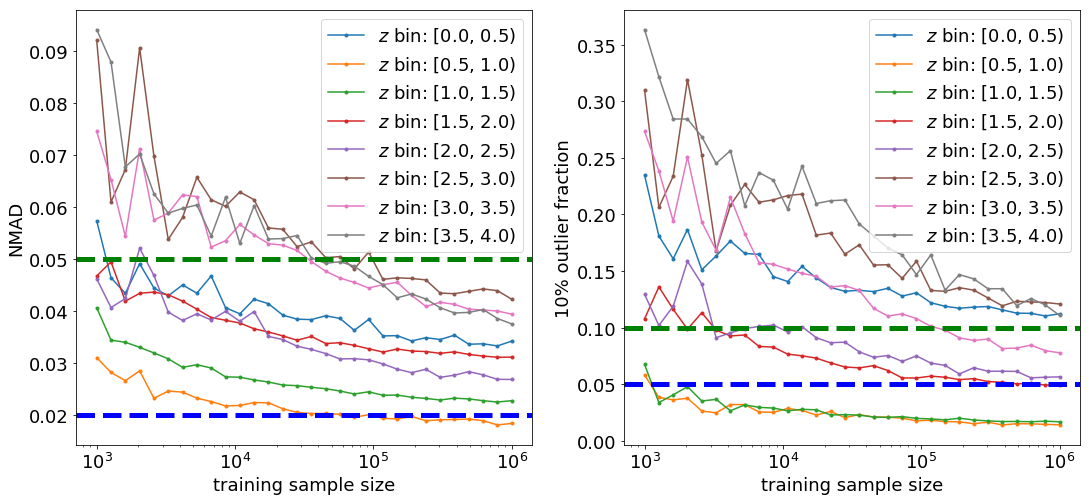 NMAD
0.09
0.08
0.07
0.06
0.05
0.04
0.03
0.02
10³
10⁴
10⁵
10⁶
training sample size
z bin: [0.0, 0.5)
z bin: [0.5, 1.0)
z bin: [1.0, 1.5)
z bin: [1.5, 2.0)
z bin: [2.0, 2.5)
z bin: [2.5, 3.0)
z bin: [3.0, 3.5)
z bin: [3.5, 4.0)
10% outlier fraction
0.35
0.30
0.25
0.20
0.15
0.10
0.05
0.00
10³
10⁴
10⁵
10⁶
training sample size
z bin: [0.0, 0.5)
z bin: [0.5, 1.0)
z bin: [1.0, 1.5)
z bin: [1.5, 2.0)
z bin: [2.0, 2.5)
z bin: [2.5, 3.0)
z bin: [3.0, 3.5)
z bin: [3.5, 4.0)